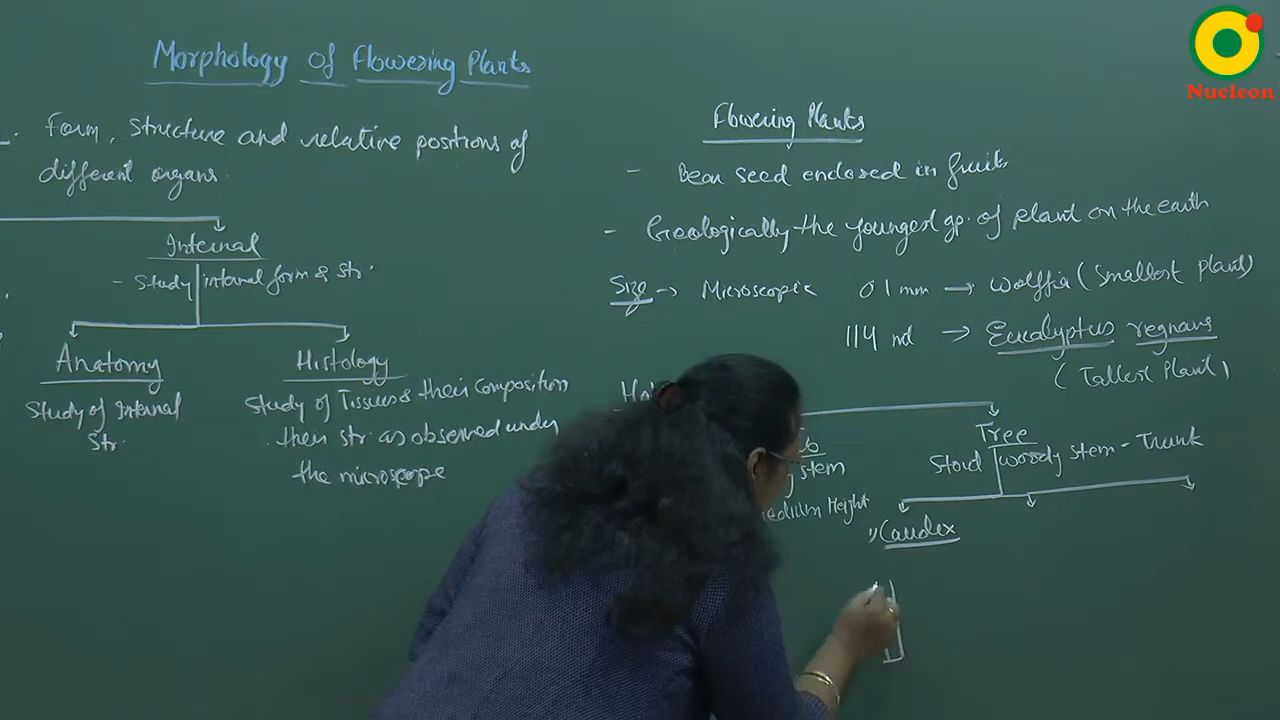 Morphology of Flowering Plants
Form, structure and relative positions of
different organs.
Internal
- Study internal form & str.
Anatomy
Study of Internal
Str.
Histology
Study of Tissues & their composition
their str. as observed under
the microscope
Flowering Plants
- Bear seed enclosed in fruits
- Geologically the youngest gp. of plant on the earth
Size → Microscopic 0.1 mm → Wolffia (Smallest plant)
114 → Eucalyptus regnans
(Tallest Plant)
Tree
stem
Medium Height
Stout woody stem - Trunk
Caudex
Nucleon